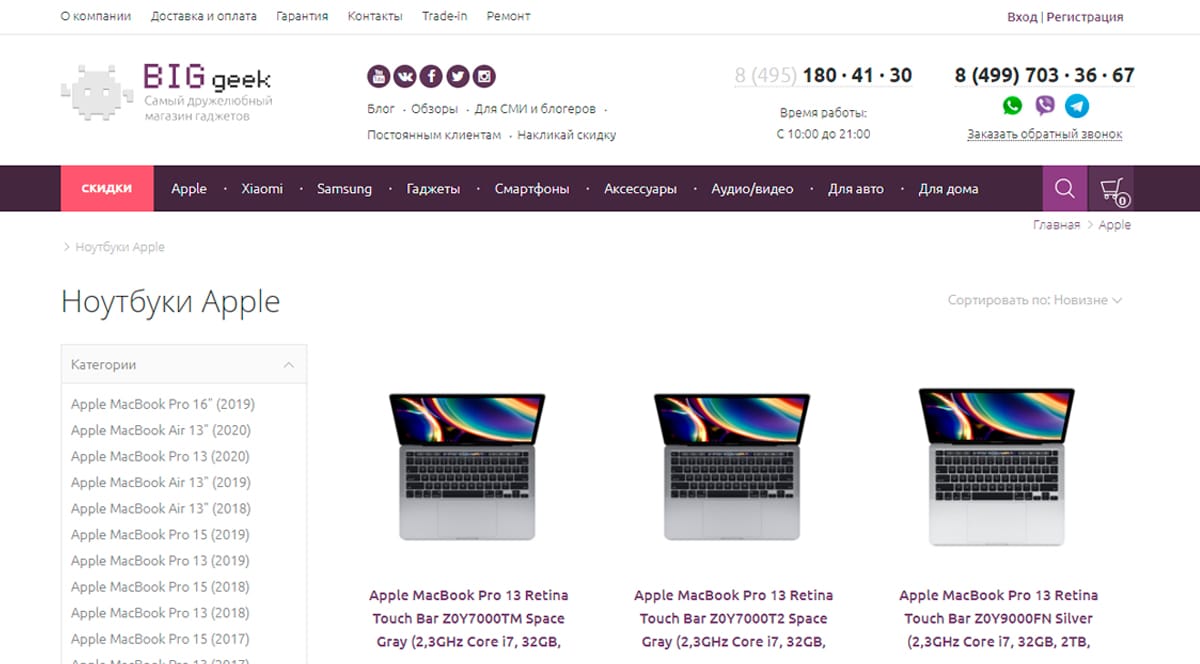 О компании Доставка и оплата Гарантия Контакты Trade-in Ремонт Вход | Регистрация
BIG geek
Самый дружелюбный
магазин гаджетов
Блог · Обзоры · Для СМИ и блогеров ·
Постоянным клиентам · Накликай скидку
8 (495) 180 · 41 · 30
Время работы:
С 10:00 до 21:00
8 (499) 703 · 36 · 67
Заказать обратный звонок
СКИДКИ Apple · Xiaomi · Samsung · Гаджеты · Смартфоны · Аксессуары · Аудио/видео · Для авто · Для дома 0
Главная > Apple
> Ноутбуки Apple
Ноутбуки Apple
Сортировать по: Новизне
Категории
Apple MacBook Pro 16" (2019)
Apple MacBook Air 13" (2020)
Apple MacBook Pro 13 (2020)
Apple MacBook Air 13" (2019)
Apple MacBook Air 13" (2018)
Apple MacBook Pro 15 (2019)
Apple MacBook Pro 13 (2019)
Apple MacBook Pro 15 (2018)
Apple MacBook Pro 13 (2018)
Apple MacBook Pro 15 (2017)
Apple MacBook Pro 13 (2017)
Apple MacBook Pro 13 Retina
Touch Bar Z0Y7000TM Space
Gray (2,3GHz Core i7, 32GB,
Apple MacBook Pro 13 Retina
Touch Bar Z0Y7000T2 Space
Gray (2,3GHz Core i7, 32GB,
Apple MacBook Pro 13 Retina
Touch Bar Z0Y9000FN Silver
(2,3GHz Core i7, 32GB, 2TB,